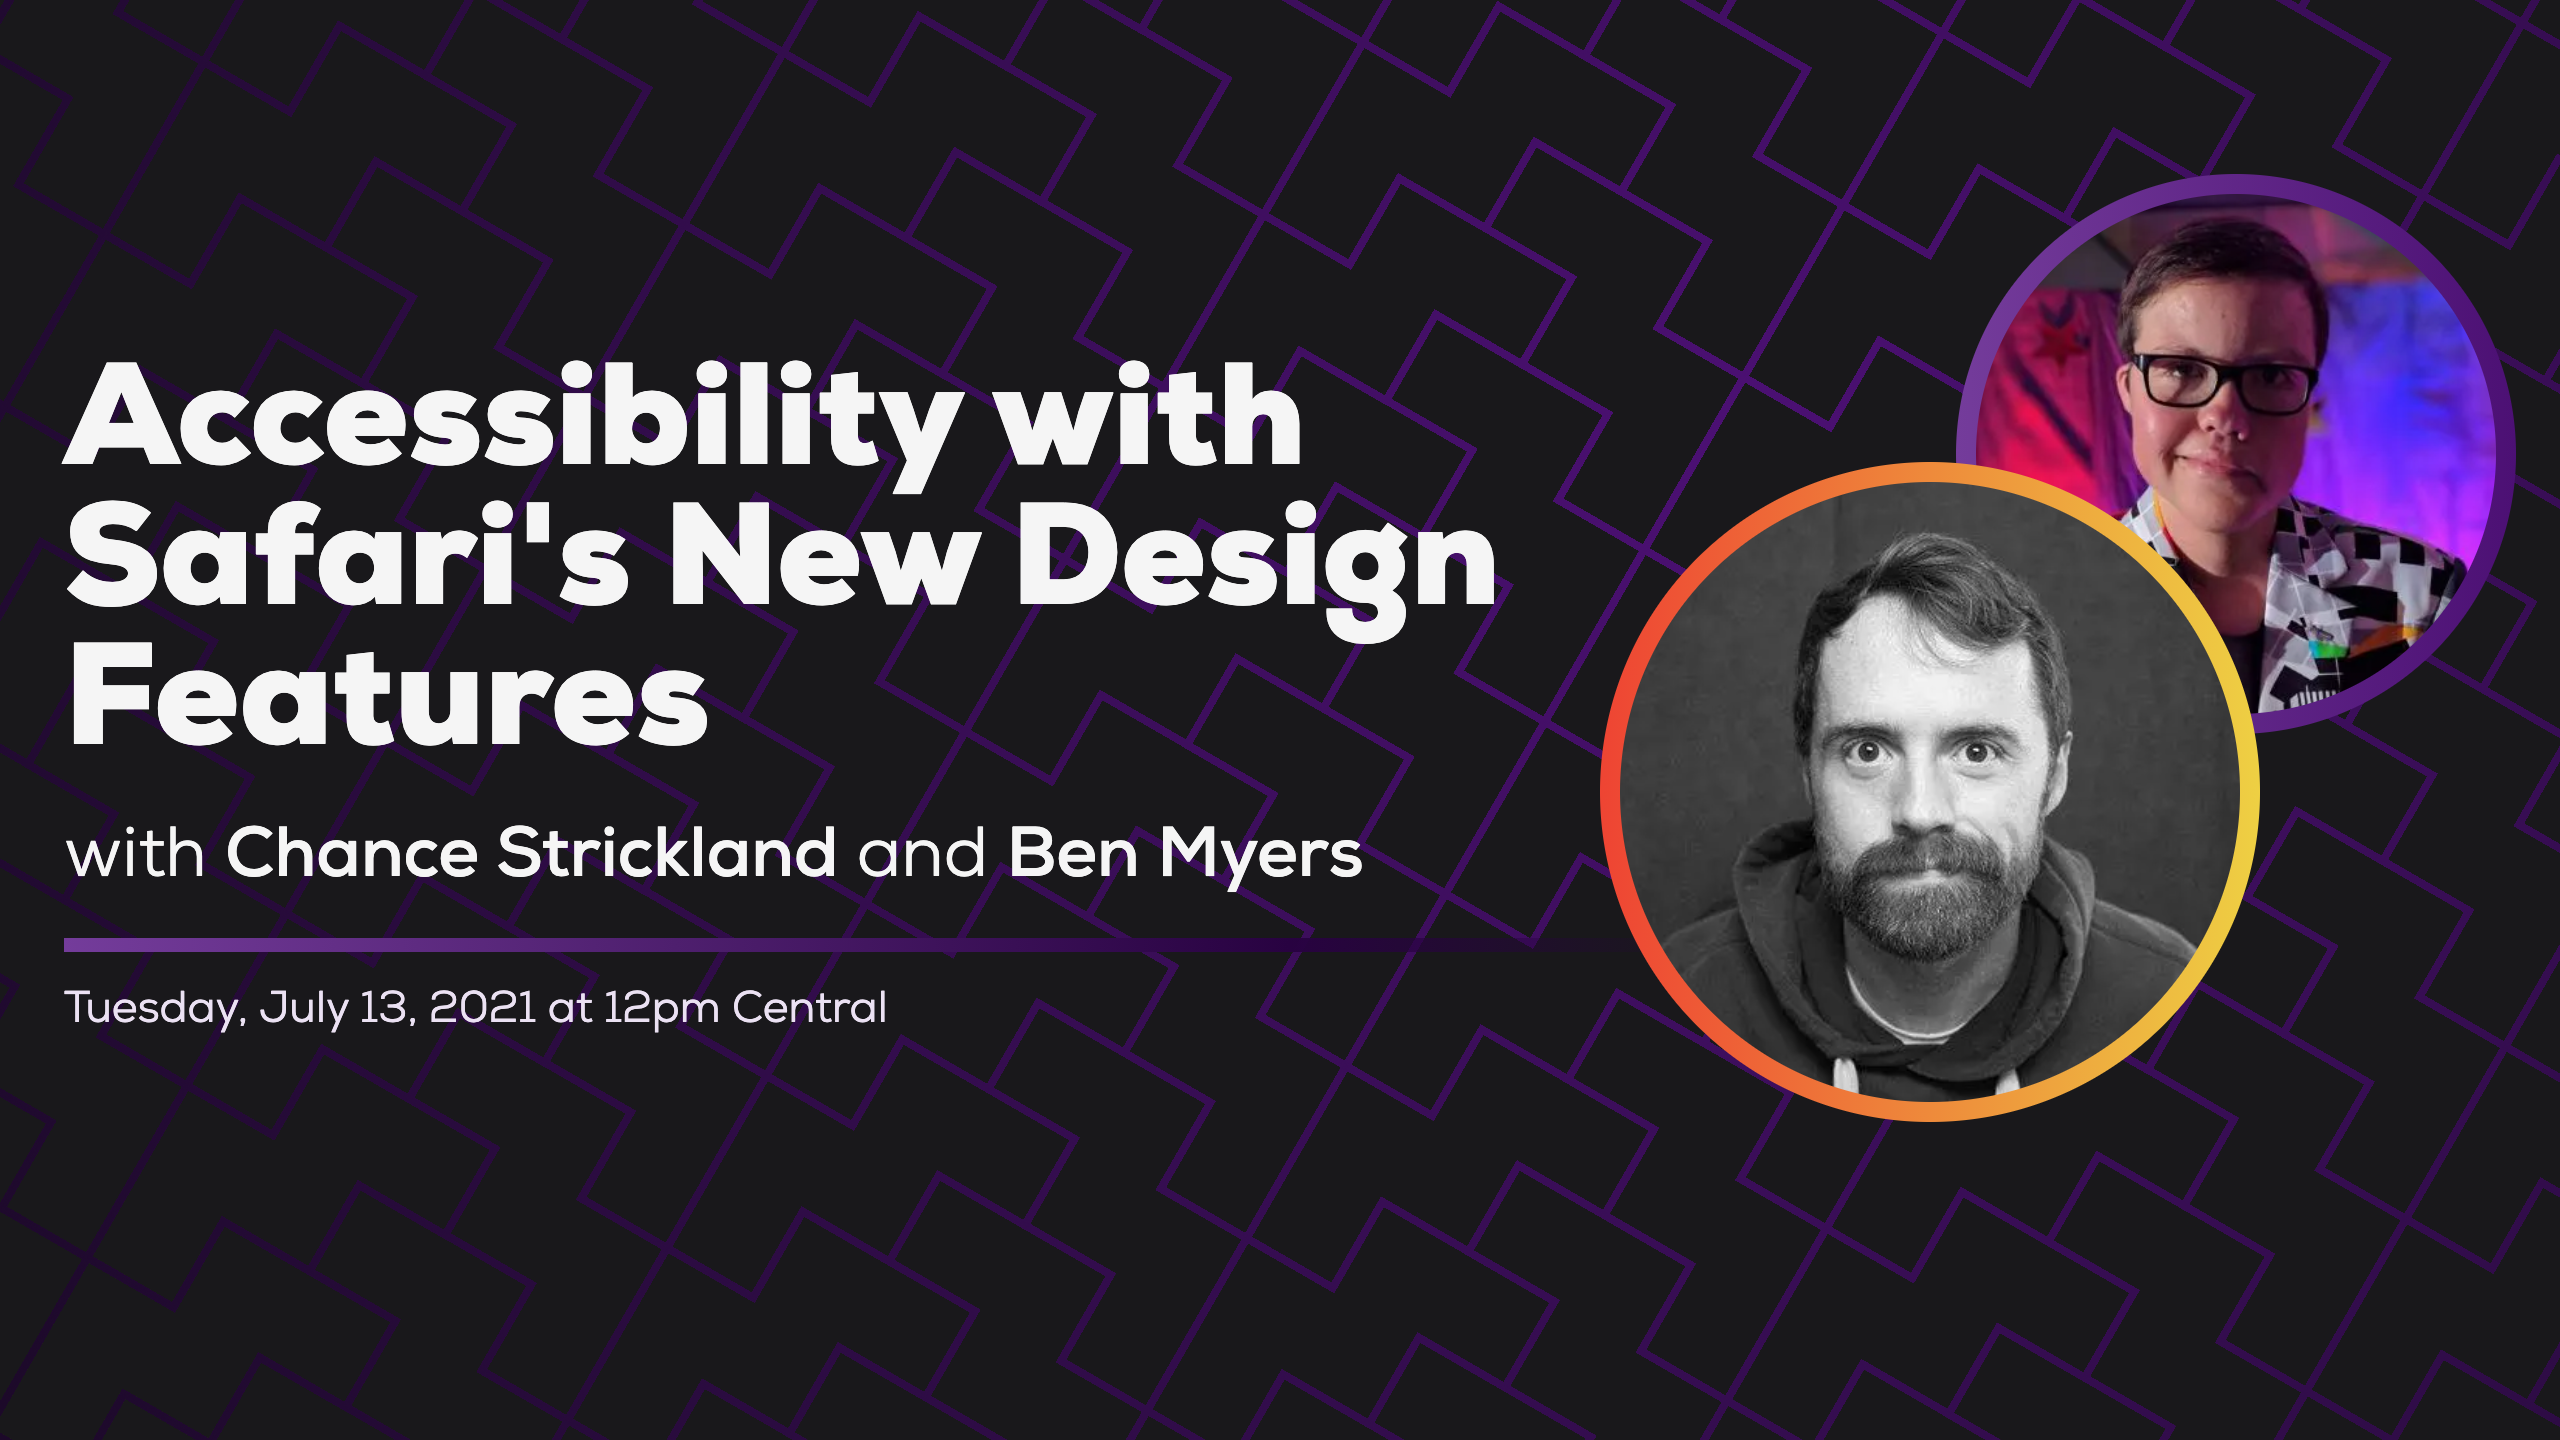 Accessibility with
Safari's New Design
Features
with Chance Strickland and Ben Myers
Tuesday, July 13, 2021 at 12pm Central